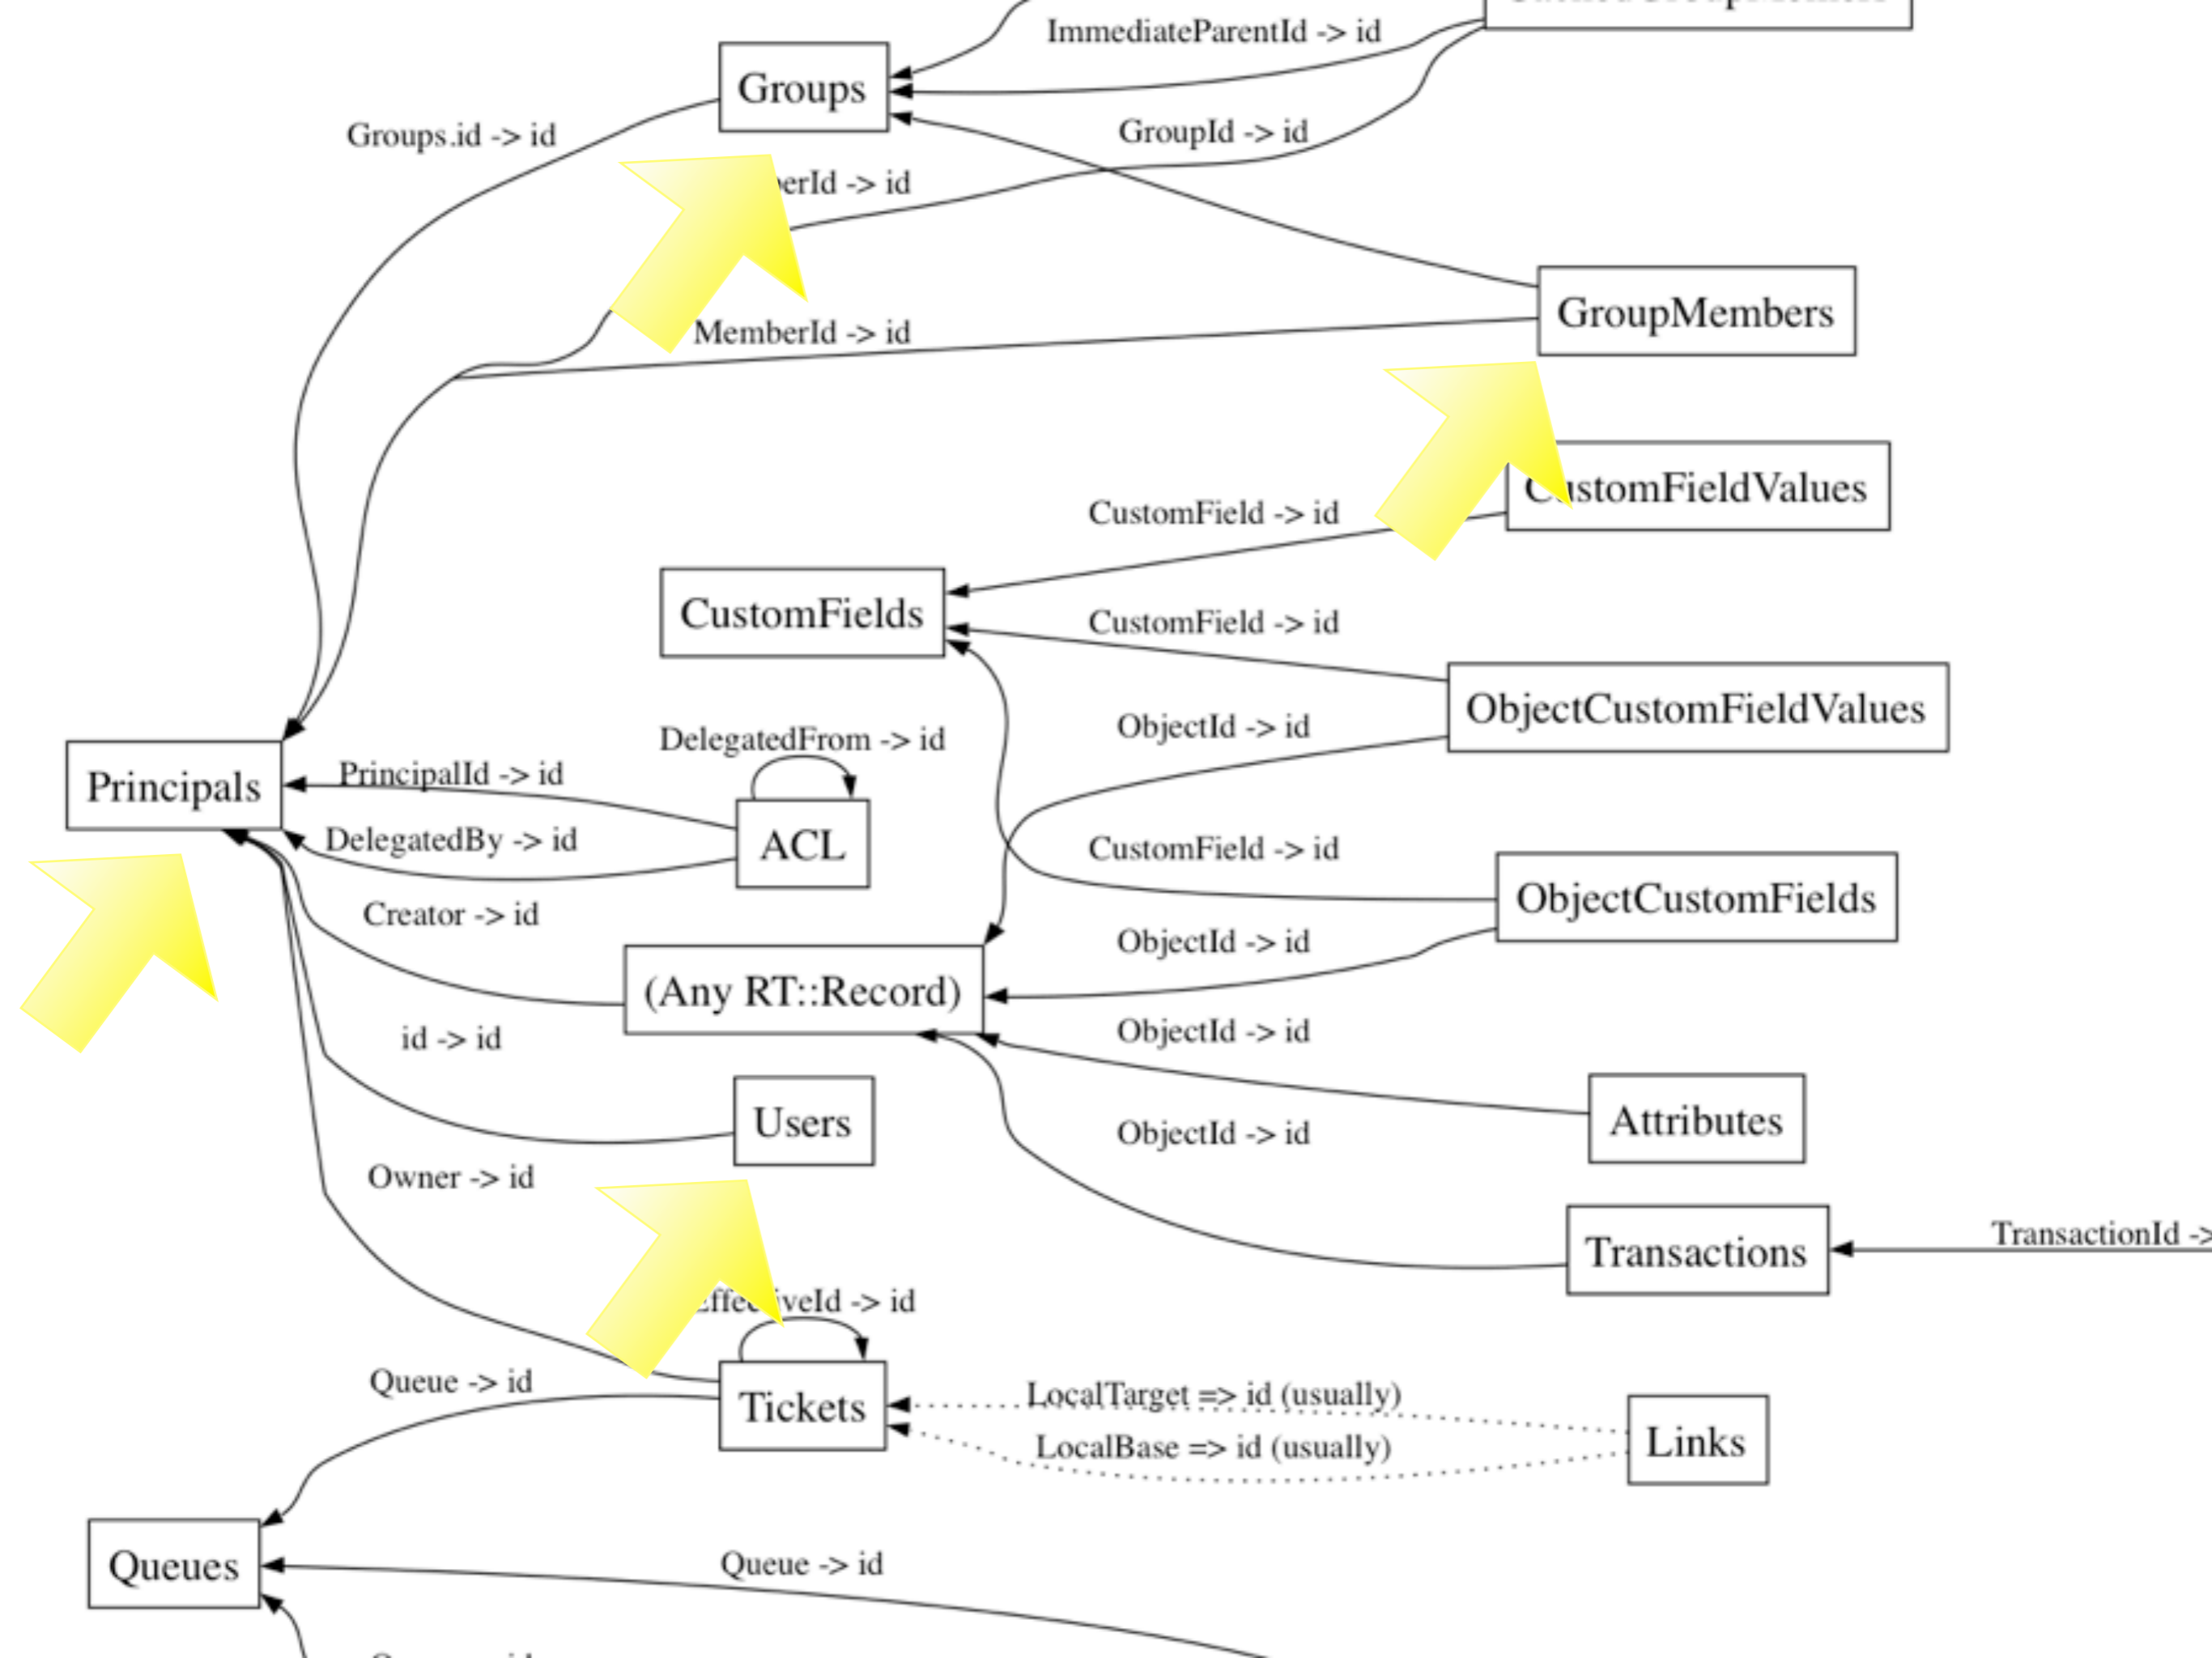 ImmediateParentId -> id
Groups
Groups.id -> id
GroupId -> id
erId -> id
GroupMembers
MemberId -> id
CustomFieldValues
CustomField -> id
CustomFields
CustomField -> id
ObjectCustomFieldValues
ObjectId -> id
DelegatedFrom -> id
Principals
PrincipalId -> id
ACL
DelegatedBy -> id
CustomField -> id
ObjectCustomFields
Creator -> id
ObjectId -> id
(Any RT::Record)
id -> id
ObjectId -> id
Users
Attributes
ObjectId -> id
Owner -> id
Transactions
TransactionId ->
EffectiveId -> id
Queue -> id
Tickets
LocalTarget => id (usually)
LocalBase => id (usually)
Links
Queues
Queue -> id